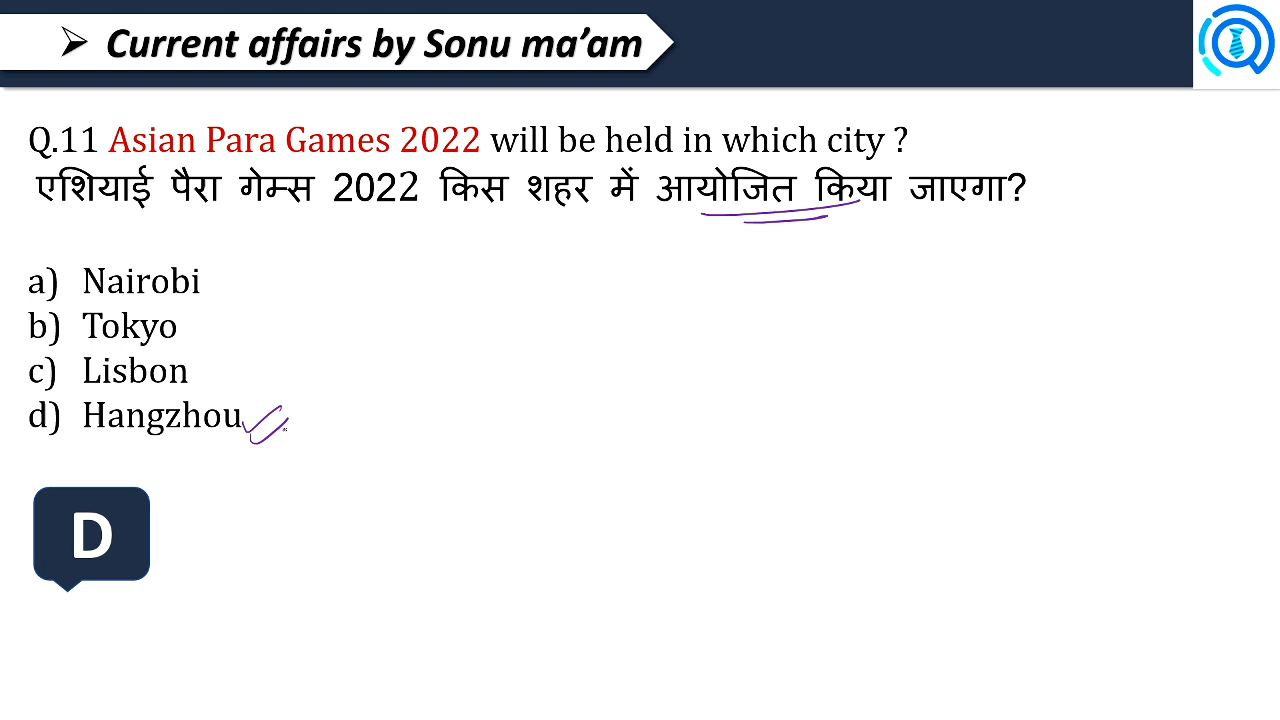 ➢ Current affairs by Sonu ma’am
Q.11 Asian Para Games 2022 will be held in which city ?
एशियाई पैरा गेम्स 2022 किस शहर में आयोजित किया जाएगा?
a) Nairobi
b) Tokyo
c) Lisbon
d) Hangzhou
D